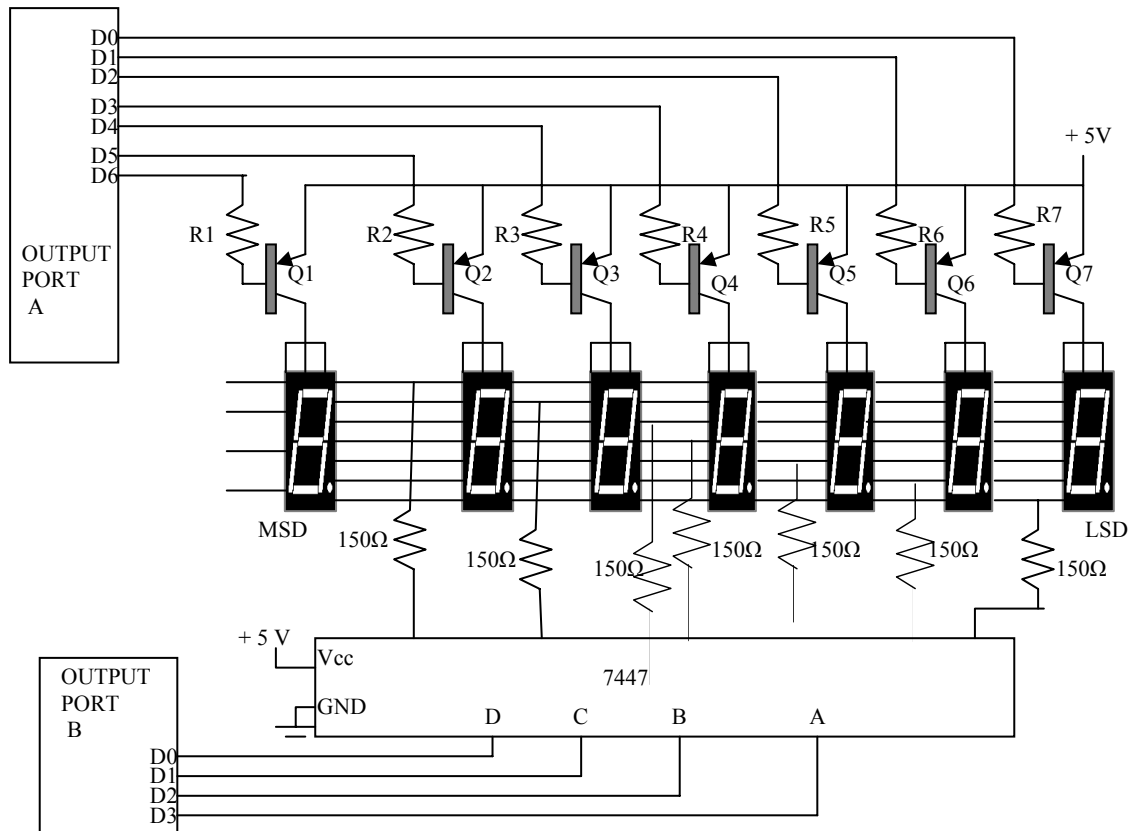 D0
D1
D2
D3
D4
D5
D6
OUTPUT
PORT
A
+ 5V
R1
R2
R3
R4
R5
R6
R7
Q1
Q2
Q3
Q4
Q5
Q6
Q7
MSD
LSD
150Ω
150Ω
150Ω
150Ω
150Ω
150Ω
150Ω
+ 5 V
Vcc
7447
GND
D C B A
OUTPUT
PORT
B
D0
D1
D2
D3